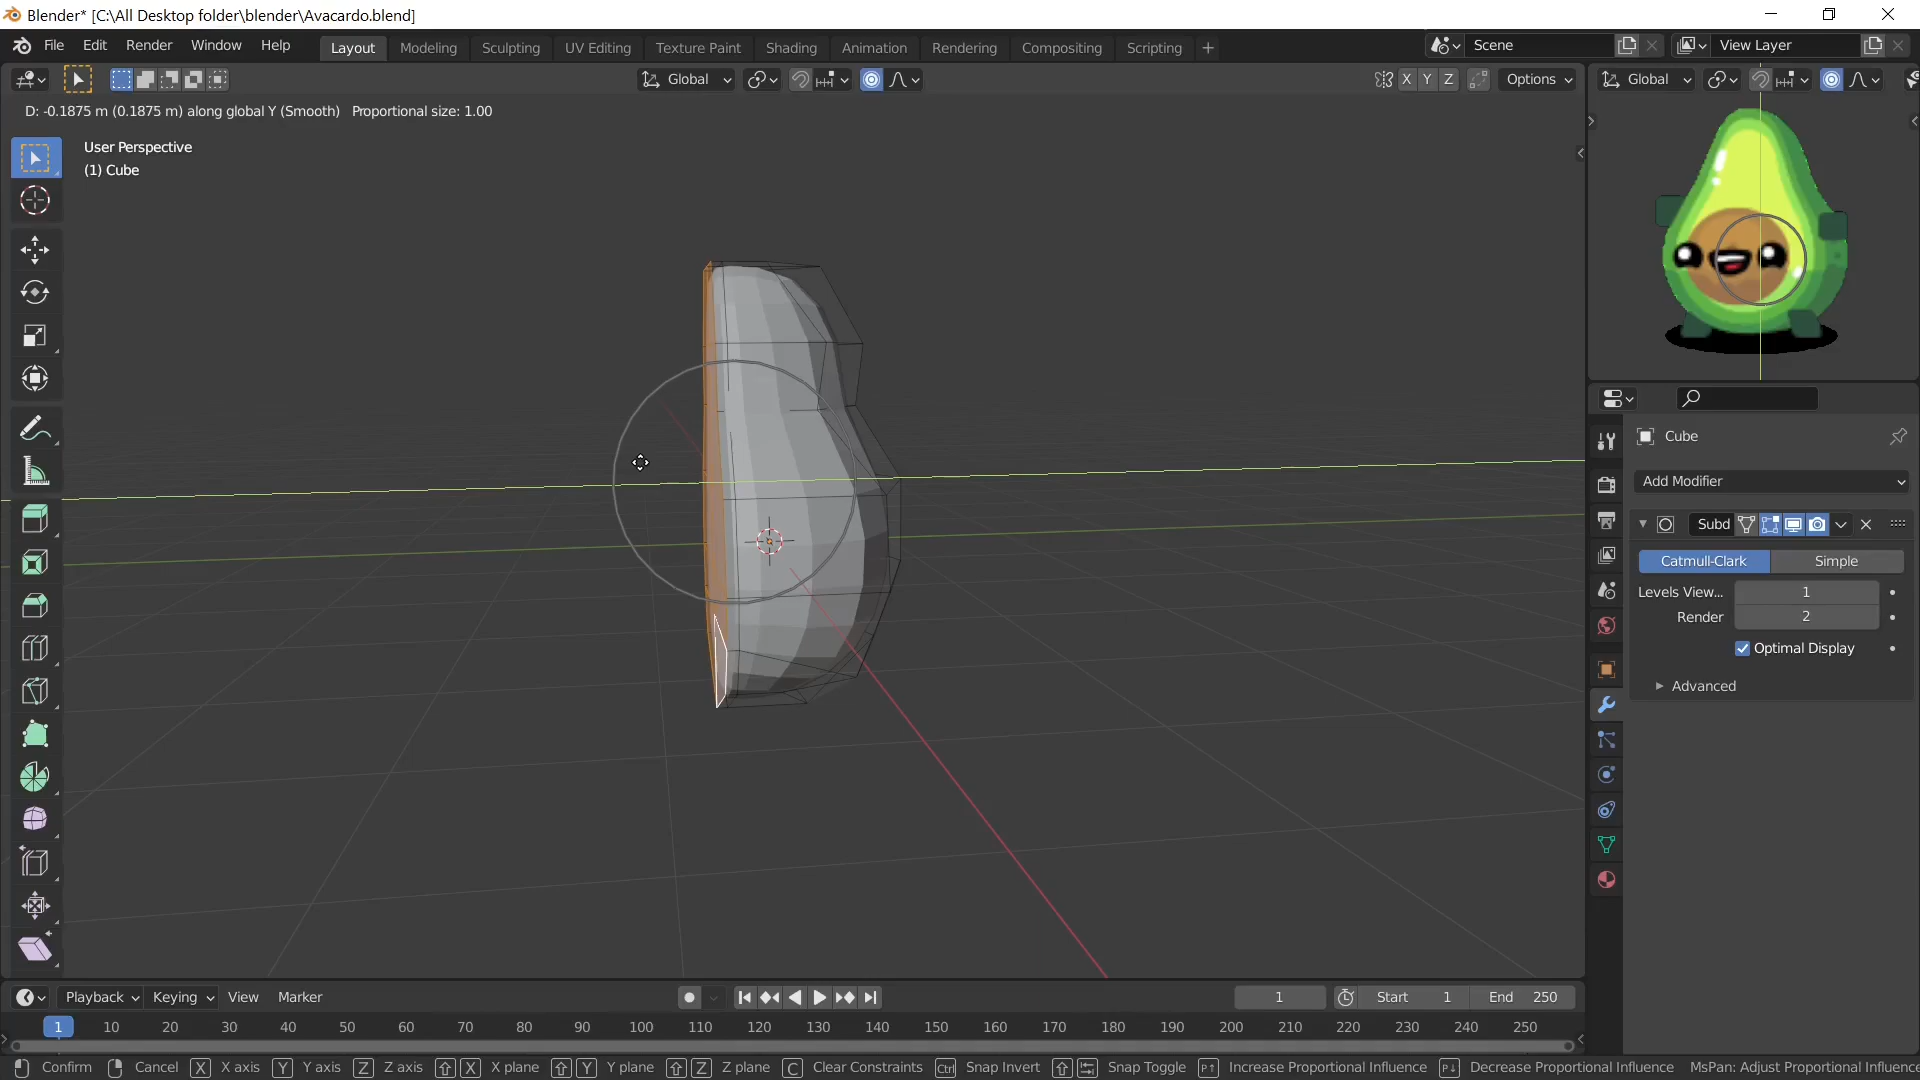 Blender* [C:\All Desktop folder\blender\Avacardo.blend]
File Edit Render Window Help Layout Modeling Sculpting UV Editing Texture Paint Shading Animation Rendering Compositing Scripting + Scene View Layer
Global X Y Z Options Global
D: -0.1875 m (0.1875 m) along global Y (Smooth) Proportional size: 1.00
User Perspective
(1) Cube
Cube
Add Modifier
Subd
Catmull-Clark Simple
Levels View... 1
Render 2
Optimal Display
Advanced
Playback Keying View Marker 1 Start 1 End 250
1 10 20 30 40 50 60 70 80 90 100 110 120 130 140 150 160 170 180 190 200 210 220 230 240 250
Confirm Cancel X X axis Y Y axis Z Z axis X X plane Y Y plane Z Z plane C Clear Constraints Ctrl Snap Invert Snap Toggle P↑ Increase Proportional Influence P↓ Decrease Proportional Influence MsPan: Adjust Proportional Influence